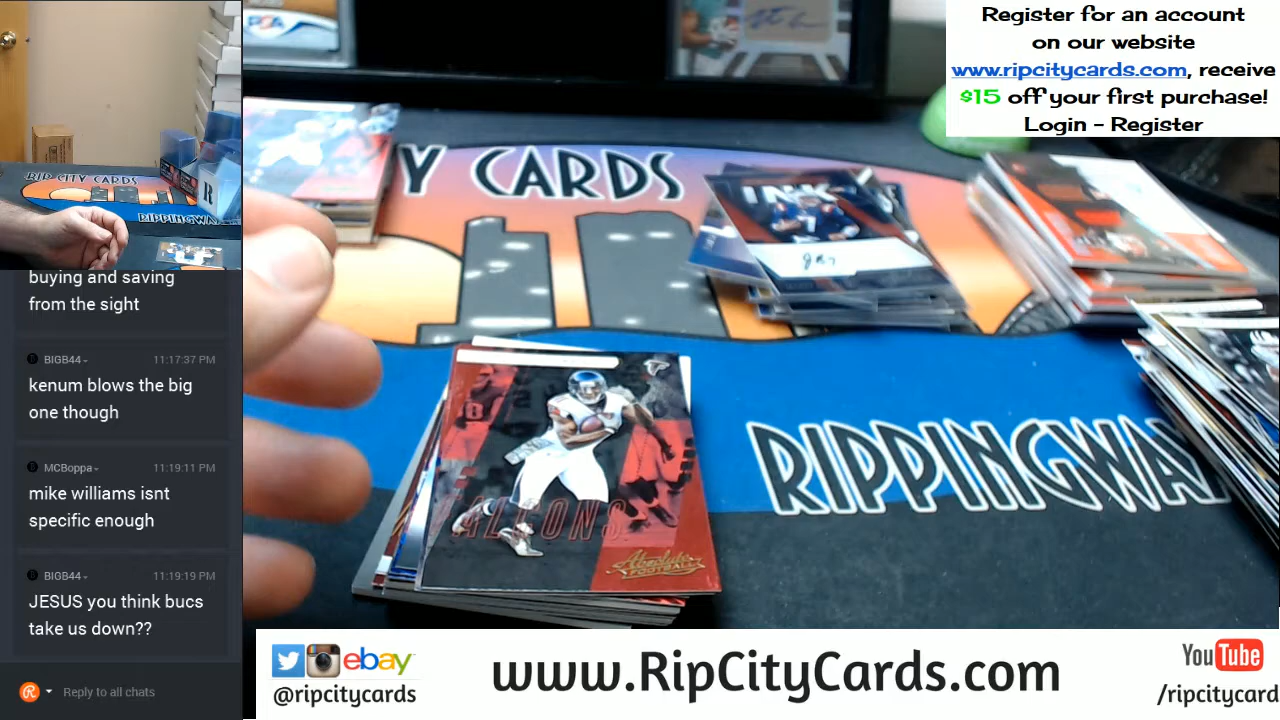 Register for an account
on our website
www.ripcitycards.com, receive
$15 off your first purchase!
Login - Register
Y CARDS
RIP CITY CARDS
RIPPINGWA
INK
FALCONS
Absolute
FOOTBALL
buying and saving
from the sight
BIGB44 11:17:37 PM
kenum blows the big
one though
MCBoppa 11:19:11 PM
mike williams isnt
specific enough
BIGB44 11:19:19 PM
JESUS you think bucs
take us down??
Reply to all chats
ebay
@ripcitycards
www.RipCityCards.com
YouTube
/ripcitycard